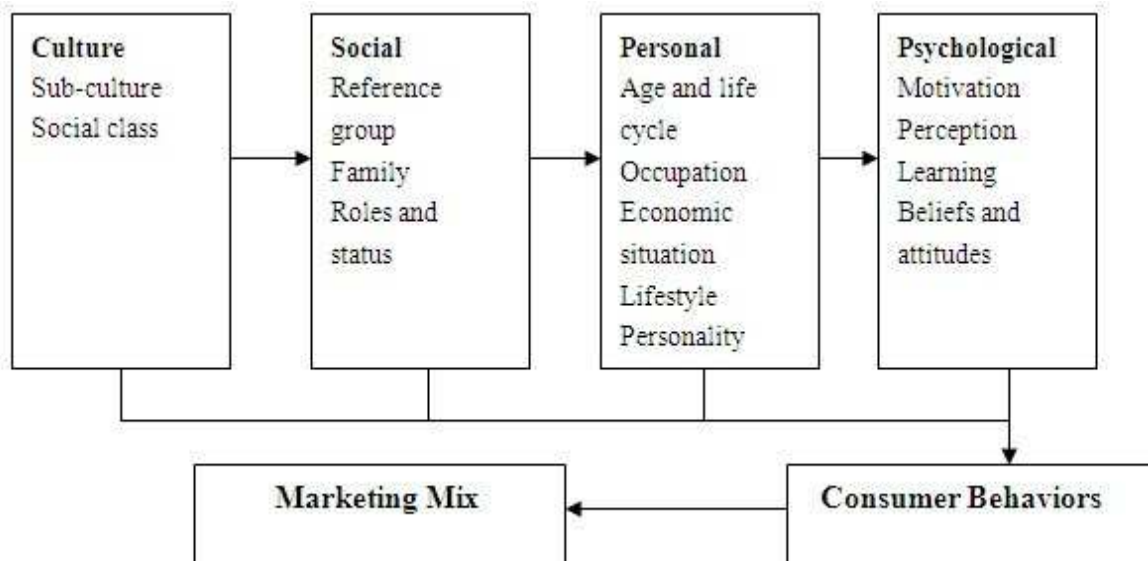 Culture
Sub-culture
Social class
Social
Reference
group
Family
Roles and
status
Personal
Age and life
cycle
Occupation
Economic
situation
Lifestyle
Personality
Psychological
Motivation
Perception
Learning
Beliefs and
attitudes
Marketing Mix
Consumer Behaviors